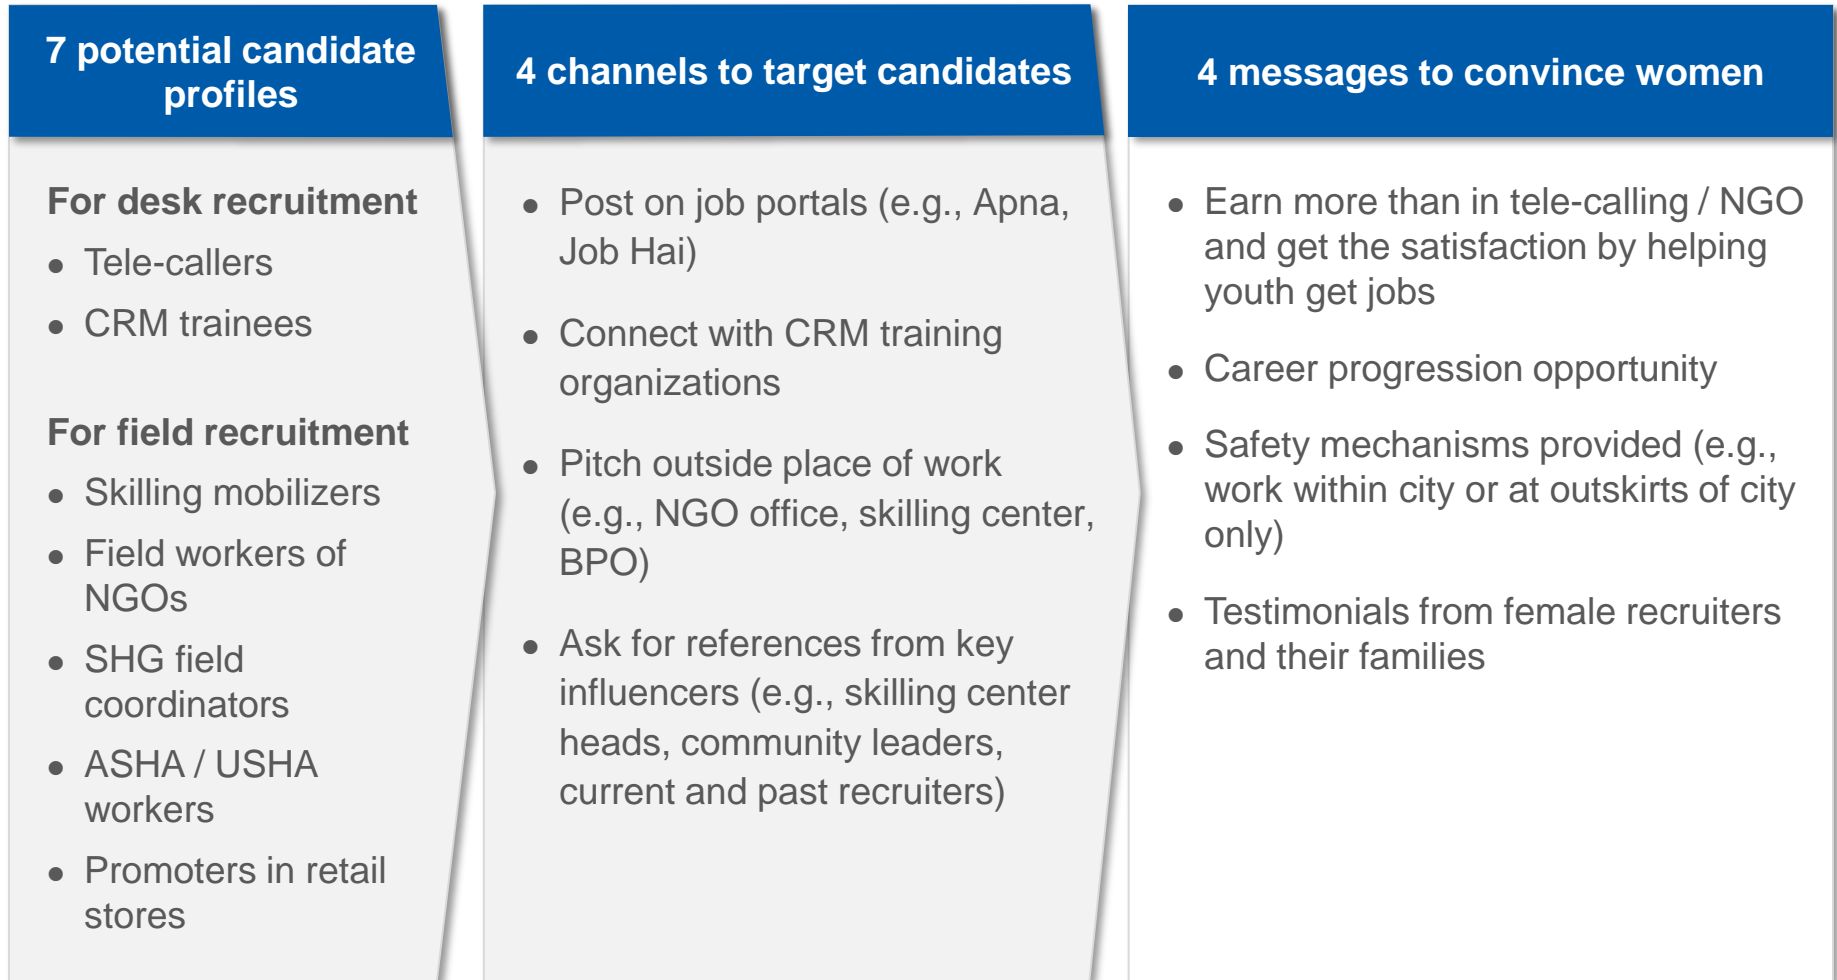 7 potential candidate
profiles
For desk recruitment
● Tele-callers
● CRM trainees
For field recruitment
● Skilling mobilizers
● Field workers of
NGOs
● SHG field
coordinators
● ASHA / USHA
workers
● Promoters in retail
stores
4 channels to target candidates
● Post on job portals (e.g., Apna,
Job Hai)
● Connect with CRM training
organizations
● Pitch outside place of work
(e.g., NGO office, skilling center,
BPO)
● Ask for references from key
influencers (e.g., skilling center
heads, community leaders,
current and past recruiters)
4 messages to convince women
● Earn more than in tele-calling / NGO
and get the satisfaction by helping
youth get jobs
● Career progression opportunity
● Safety mechanisms provided (e.g.,
work within city or at outskirts of city
only)
● Testimonials from female recruiters
and their families